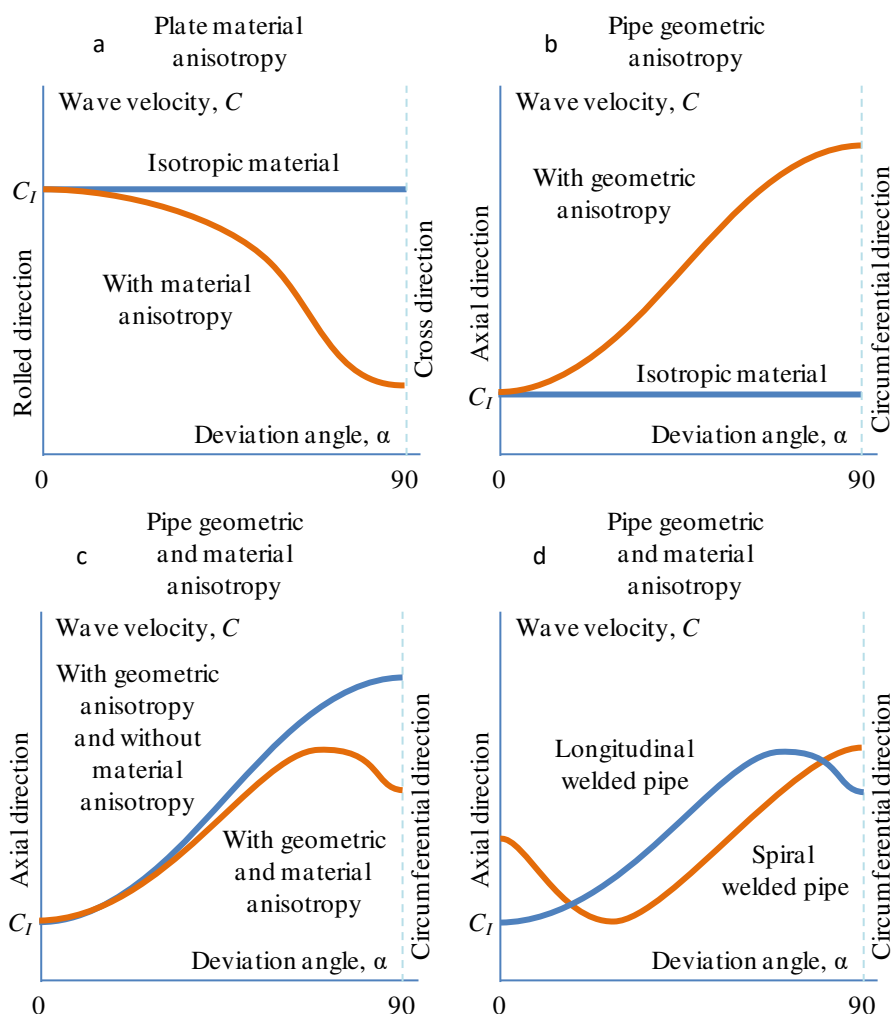 a
Plate material
anisotropy
Wave velocity, C
Isotropic material
C_I
With material
anisotropy
Rolled direction
Cross direction
Deviation angle, α
0
90
b
Pipe geometric
anisotropy
Wave velocity, C
With geometric
anisotropy
Axial direction
Circumferential direction
Isotropic material
C_I
Deviation angle, α
0
90
c
Pipe geometric
and material
anisotropy
Wave velocity, C
With geometric
anisotropy
and without
material
anisotropy
Axial direction
Circumferential direction
With geometric
and material
anisotropy
C_I
Deviation angle, α
0
90
d
Pipe geometric
and material
anisotropy
Wave velocity, C
Longitudinal
welded pipe
Axial direction
Circumferential direction
Spiral
welded pipe
C_I
Deviation angle, α
0
90